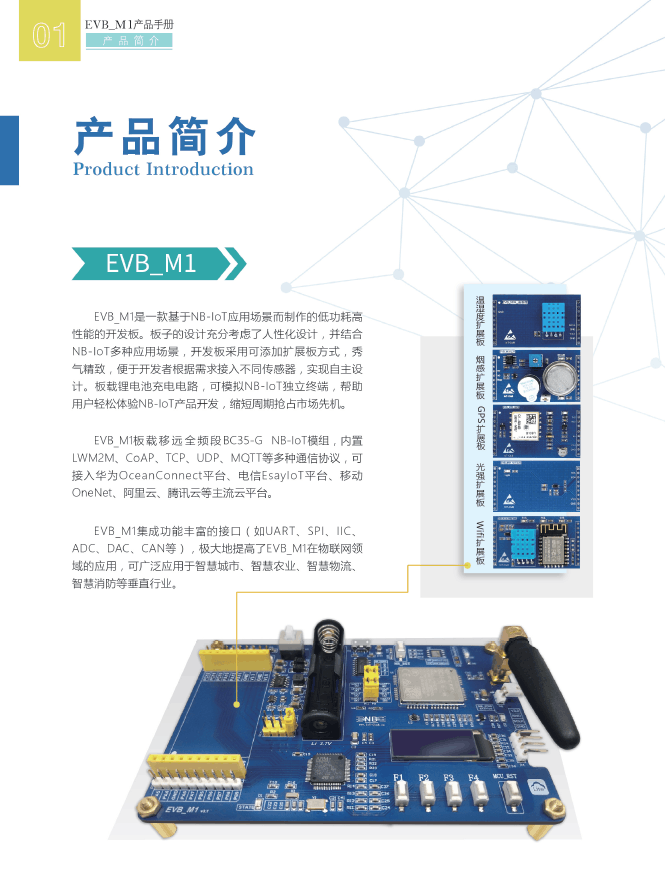 01
EVB_M1产品手册
产品简介
产品简介
Product Introduction
EVB_M1
EVB_M1是一款基于NB-IoT应用场景而制作的低功耗高
性能的开发板。板子的设计充分考虑了人性化设计，并结合
NB-IoT多种应用场景，开发板采用可添加扩展板方式，秀
气精致，便于开发者根据需求接入不同传感器，实现自主设
计。板载锂电池充电电路，可模拟NB-IoT独立终端，帮助
用户轻松体验NB-IoT产品开发，缩短周期抢占市场先机。
EVB_M1板载移远全频段BC35-G NB-IoT模组，内置
LWM2M、CoAP、TCP、UDP、MQTT等多种通信协议，可
接入华为OceanConnect平台、电信EsayIoT平台、移动
OneNet、阿里云、腾讯云等主流云平台。
EVB_M1集成功能丰富的接口（如UART、SPI、IIC、
ADC、DAC、CAN等），极大地提高了EVB_M1在物联网领
域的应用，可广泛应用于智慧城市、智慧农业、智慧物流、
智慧消防等垂直行业。
温湿度扩展板
烟感扩展板
GPS扩展板
光强扩展板
Wifi扩展板
NB
Li 3.7V
F1 F2 F3 F4 MCU_RST
EVB_M1